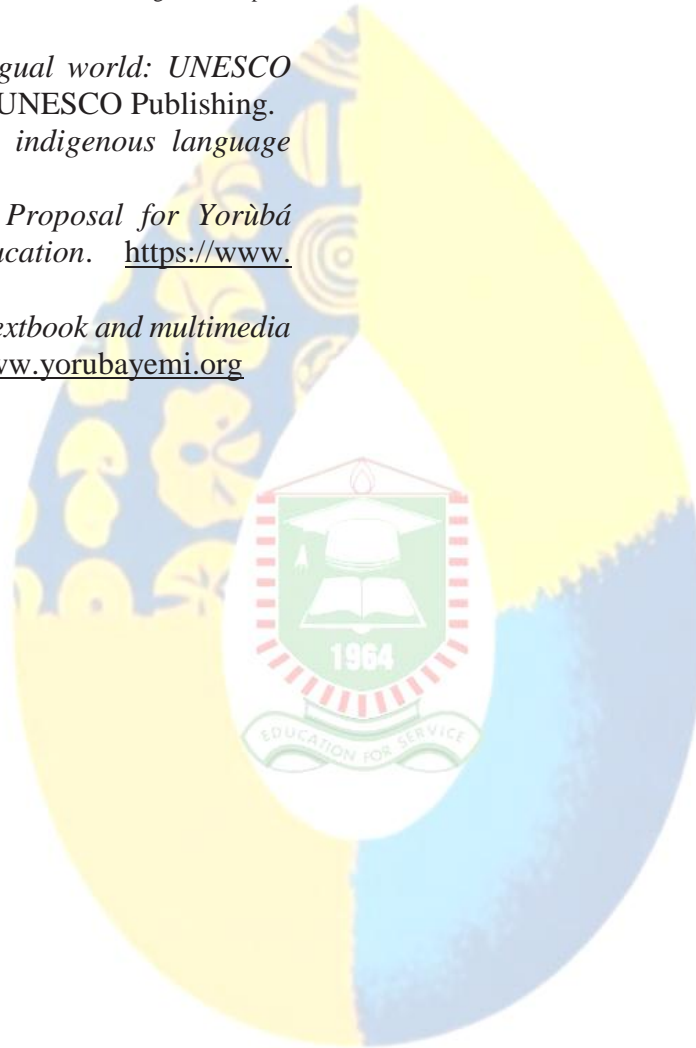 gual world: UNESCO
UNESCO Publishing.
indigenous language
Proposal for Yorùbá
ucation. https://www.
extbook and multimedia
ww.yorubayemi.org
1964
EDUCATION FOR SERVICE